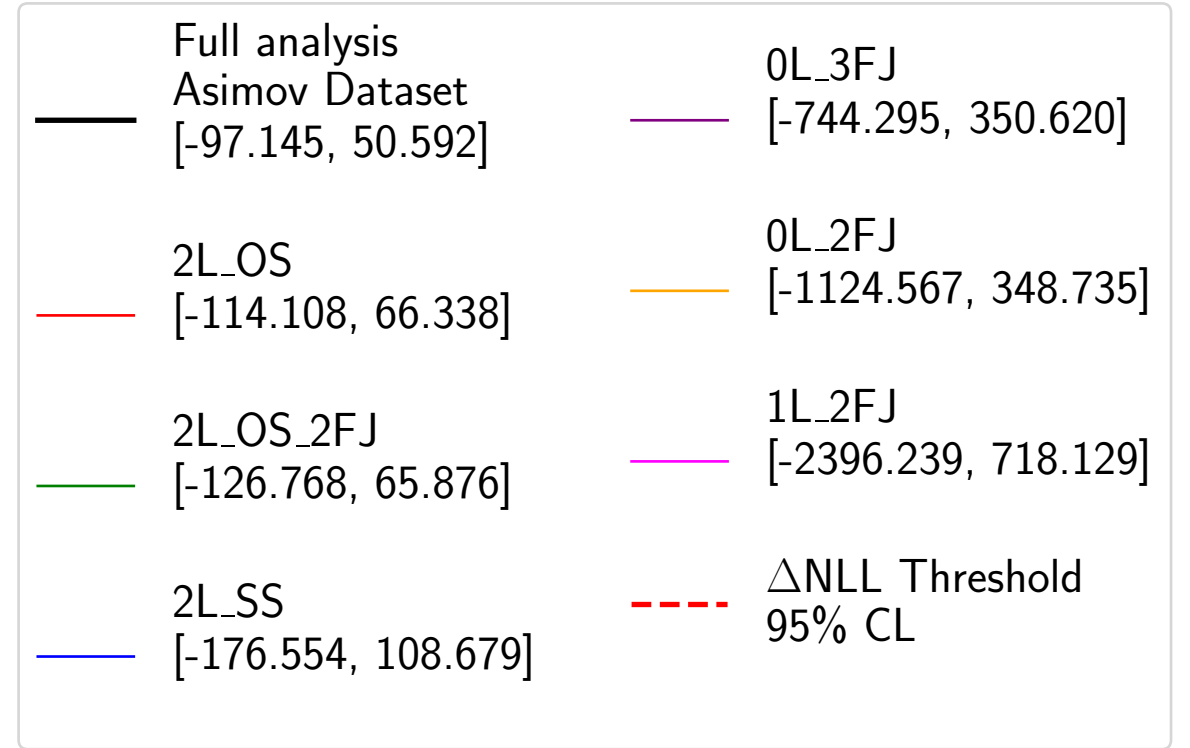 Full analysis
Asimov Dataset
[-97.145, 50.592]
2L_OS
[-114.108, 66.338]
2L_OS_2FJ
[-126.768, 65.876]
2L_SS
[-176.554, 108.679]
0L_3FJ
[-744.295, 350.620]
0L_2FJ
[-1124.567, 348.735]
1L_2FJ
[-2396.239, 718.129]
ΔNLL Threshold
95% CL